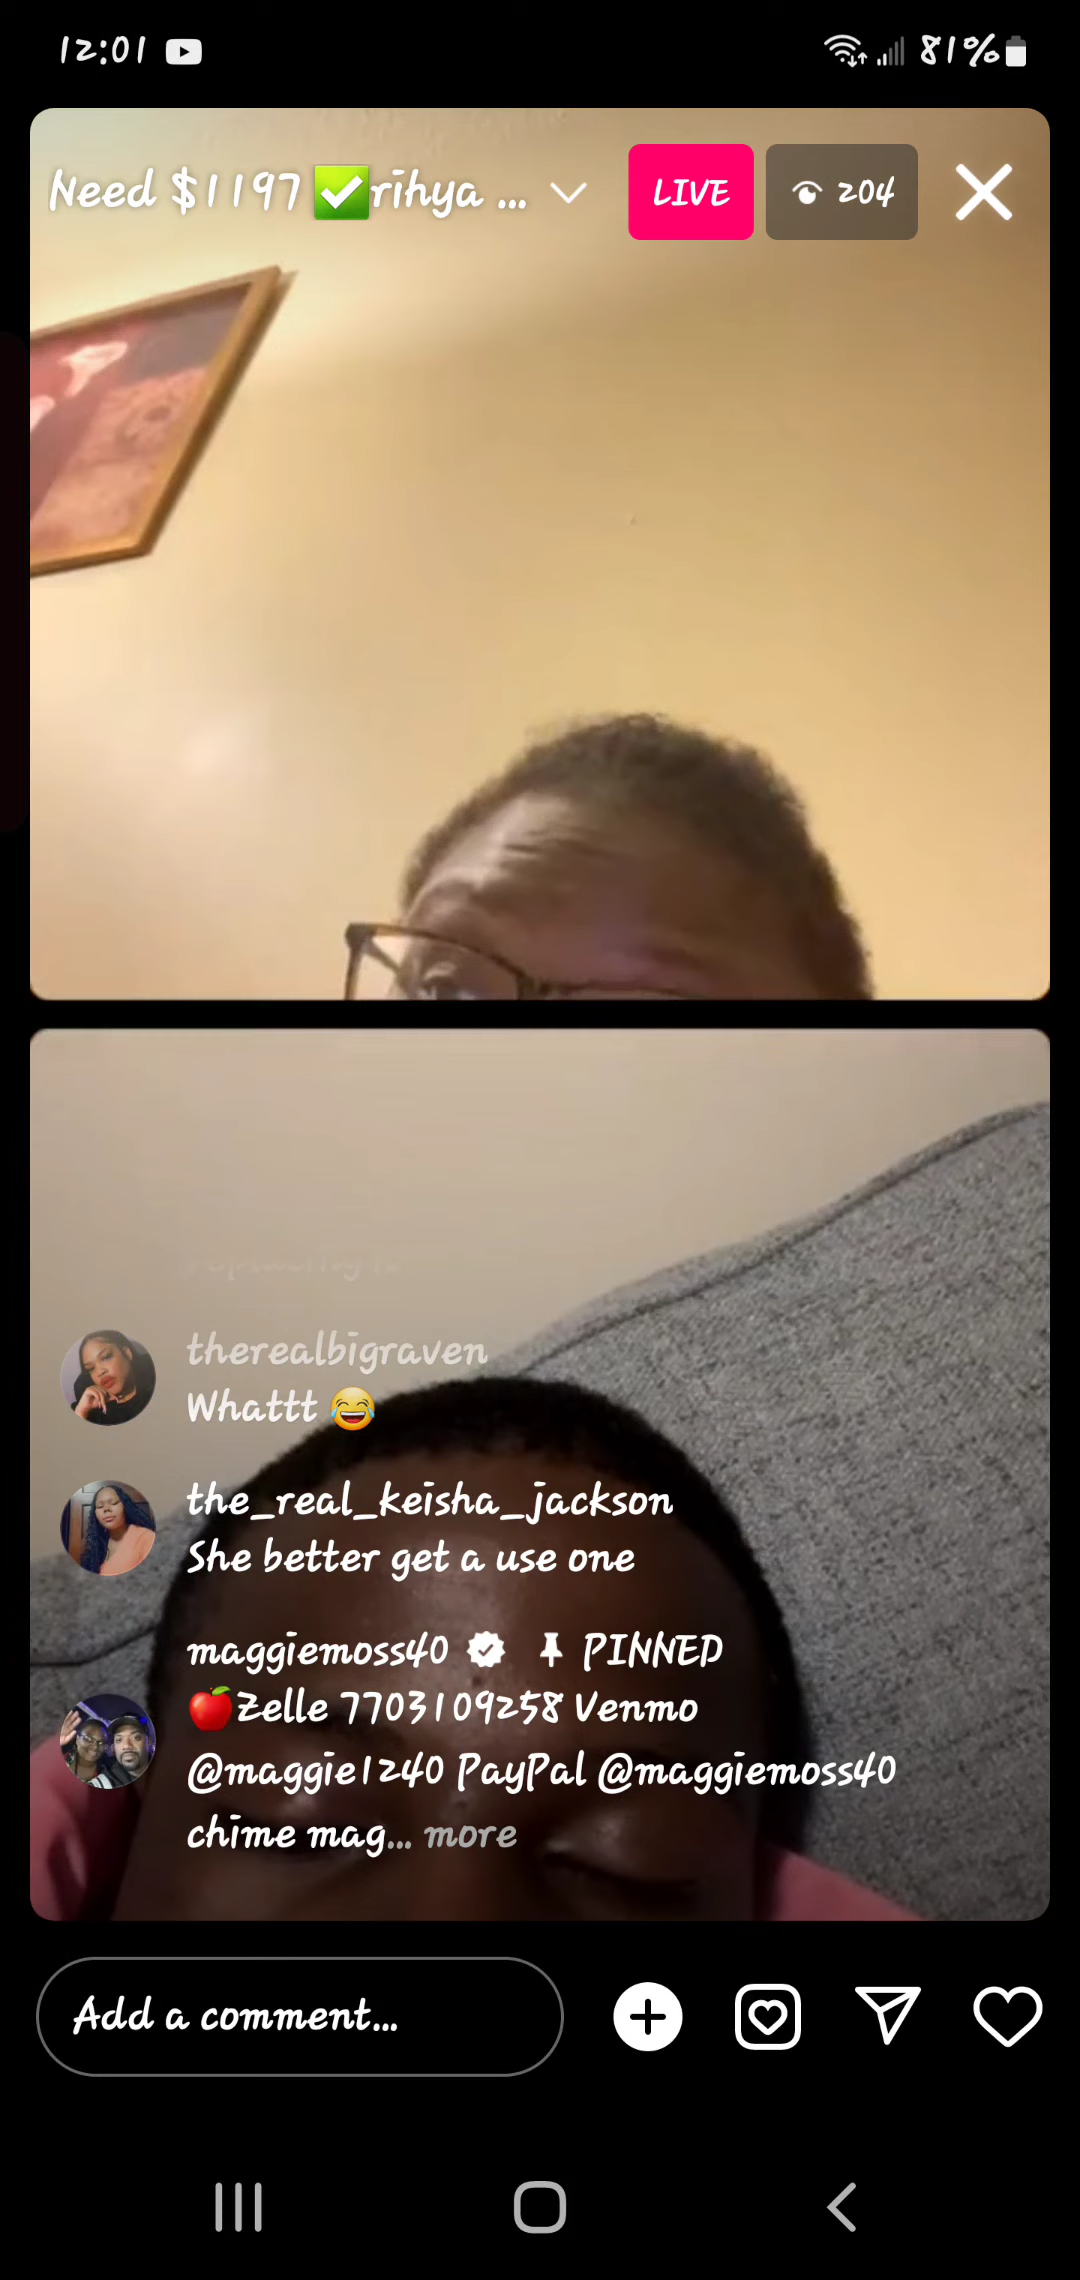 12:01
81%
Need $1197 ✅rihya ...
LIVE
204
therealbigraven
Whattt 😂
the_real_keisha_jackson
She better get a use one
maggiemoss40 PINNED
🍎Zelle 7703109258 Venmo
@maggie1240 PayPal @maggiemoss40
chime mag... more
Add a comment...